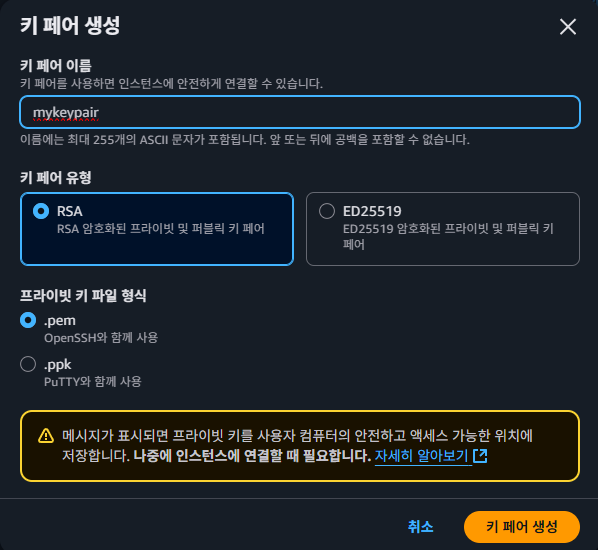 키 페어 생성
키 페어 이름
키 페어를 사용하면 인스턴스에 안전하게 연결할 수 있습니다.
mykeypair
이름에는 최대 255개의 ASCII 문자가 포함됩니다. 앞 또는 뒤에 공백을 포함할 수 없습니다.
키 페어 유형
RSA
RSA 암호화된 프라이빗 및 퍼블릭 키 페어
ED25519
ED25519 암호화된 프라이빗 및 퍼블릭 키
페어
프라이빗 키 파일 형식
.pem
OpenSSH와 함께 사용
.ppk
PuTTY와 함께 사용
메시지가 표시되면 프라이빗 키를 사용자 컴퓨터의 안전하고 액세스 가능한 위치에
저장합니다. 나중에 인스턴스에 연결할 때 필요합니다. 자세히 알아보기
취소
키 페어 생성